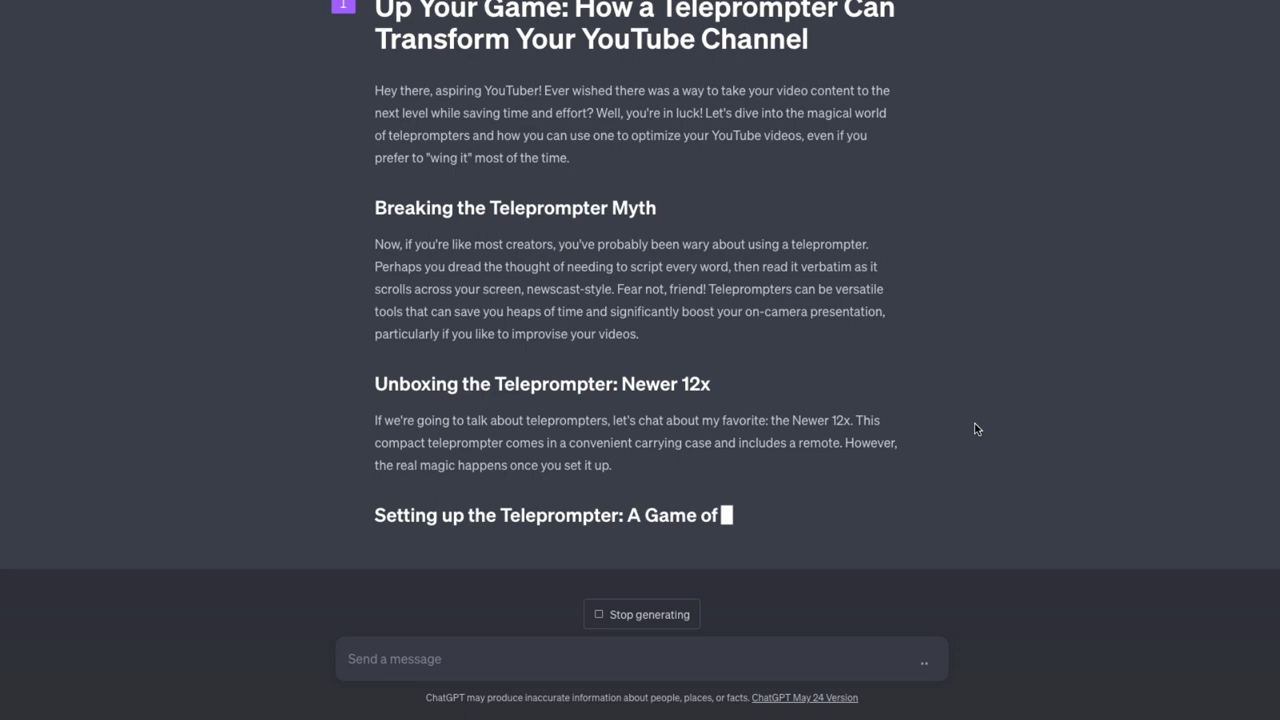 1
Up Your Game: How a Teleprompter Can
Transform Your YouTube Channel
Hey there, aspiring YouTuber! Ever wished there was a way to take your video content to the
next level while saving time and effort? Well, you're in luck! Let's dive into the magical world
of teleprompters and how you can use one to optimize your YouTube videos, even if you
prefer to "wing it" most of the time.
Breaking the Teleprompter Myth
Now, if you're like most creators, you've probably been wary about using a teleprompter.
Perhaps you dread the thought of needing to script every word, then read it verbatim as it
scrolls across your screen, newscast-style. Fear not, friend! Teleprompters can be versatile
tools that can save you heaps of time and significantly boost your on-camera presentation,
particularly if you like to improvise your videos.
Unboxing the Teleprompter: Newer 12x
If we're going to talk about teleprompters, let's chat about my favorite: the Newer 12x. This
compact teleprompter comes in a convenient carrying case and includes a remote. However,
the real magic happens once you set it up.
Setting up the Teleprompter: A Game of
Stop generating
Send a message
ChatGPT may produce inaccurate information about people, places, or facts. ChatGPT May 24 Version